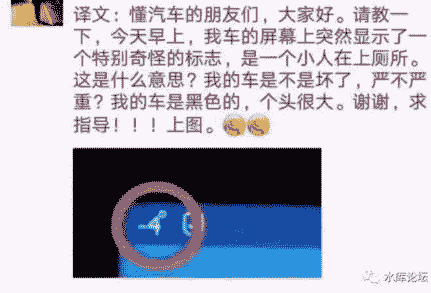 译文：懂汽车的朋友们，大家好。请教一
下，今天早上，我车的屏幕上突然显示了一
个特别奇怪的标志，是一个小人在上厕所。
这是什么意思？我的车是不是坏了，严不严
重？我的车是黑色的，个头很大。谢谢，求
指导！！！上图。
水库论坛